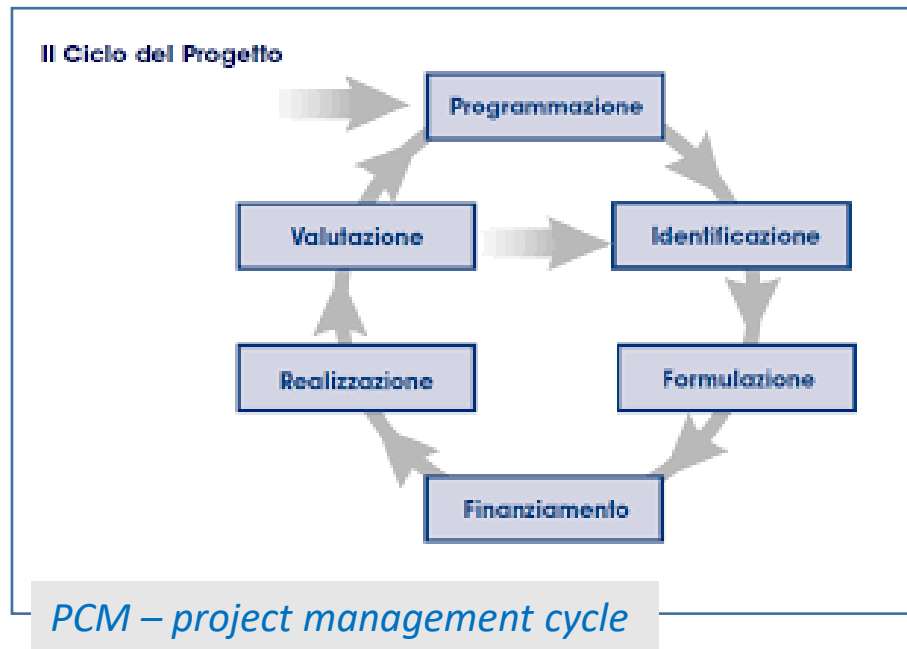 Il Ciclo del Progetto
Programmazione
Valutazione
Identificazione
Realizzazione
Formulazione
Finanziamento
PCM – project management cycle